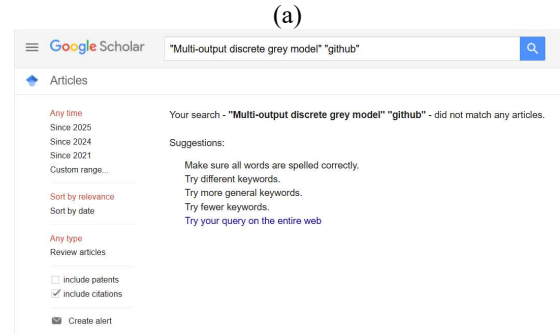 (a)
Google Scholar
"Multi-output discrete grey model" "github"
Articles
Any time
Since 2025
Since 2024
Since 2021
Custom range...
Sort by relevance
Sort by date
Any type
Review articles
include patents
include citations
Create alert
Your search - "Multi-output discrete grey model" "github" - did not match any articles.
Suggestions:
Make sure all words are spelled correctly.
Try different keywords.
Try more general keywords.
Try fewer keywords.
Try your query on the entire web